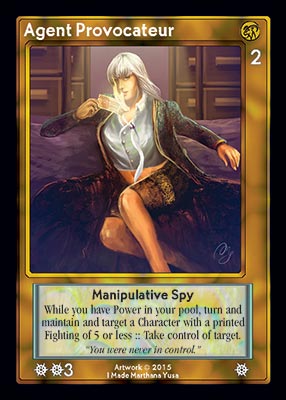 Agent Provocateur
2
Manipulative Spy
While you have Power in your pool, turn and
maintain and target a Character with a printed
Fighting of 5 or less :: Take control of target.
"You were never in control."
3
Artwork © 2015
I Made Marthana Yusa